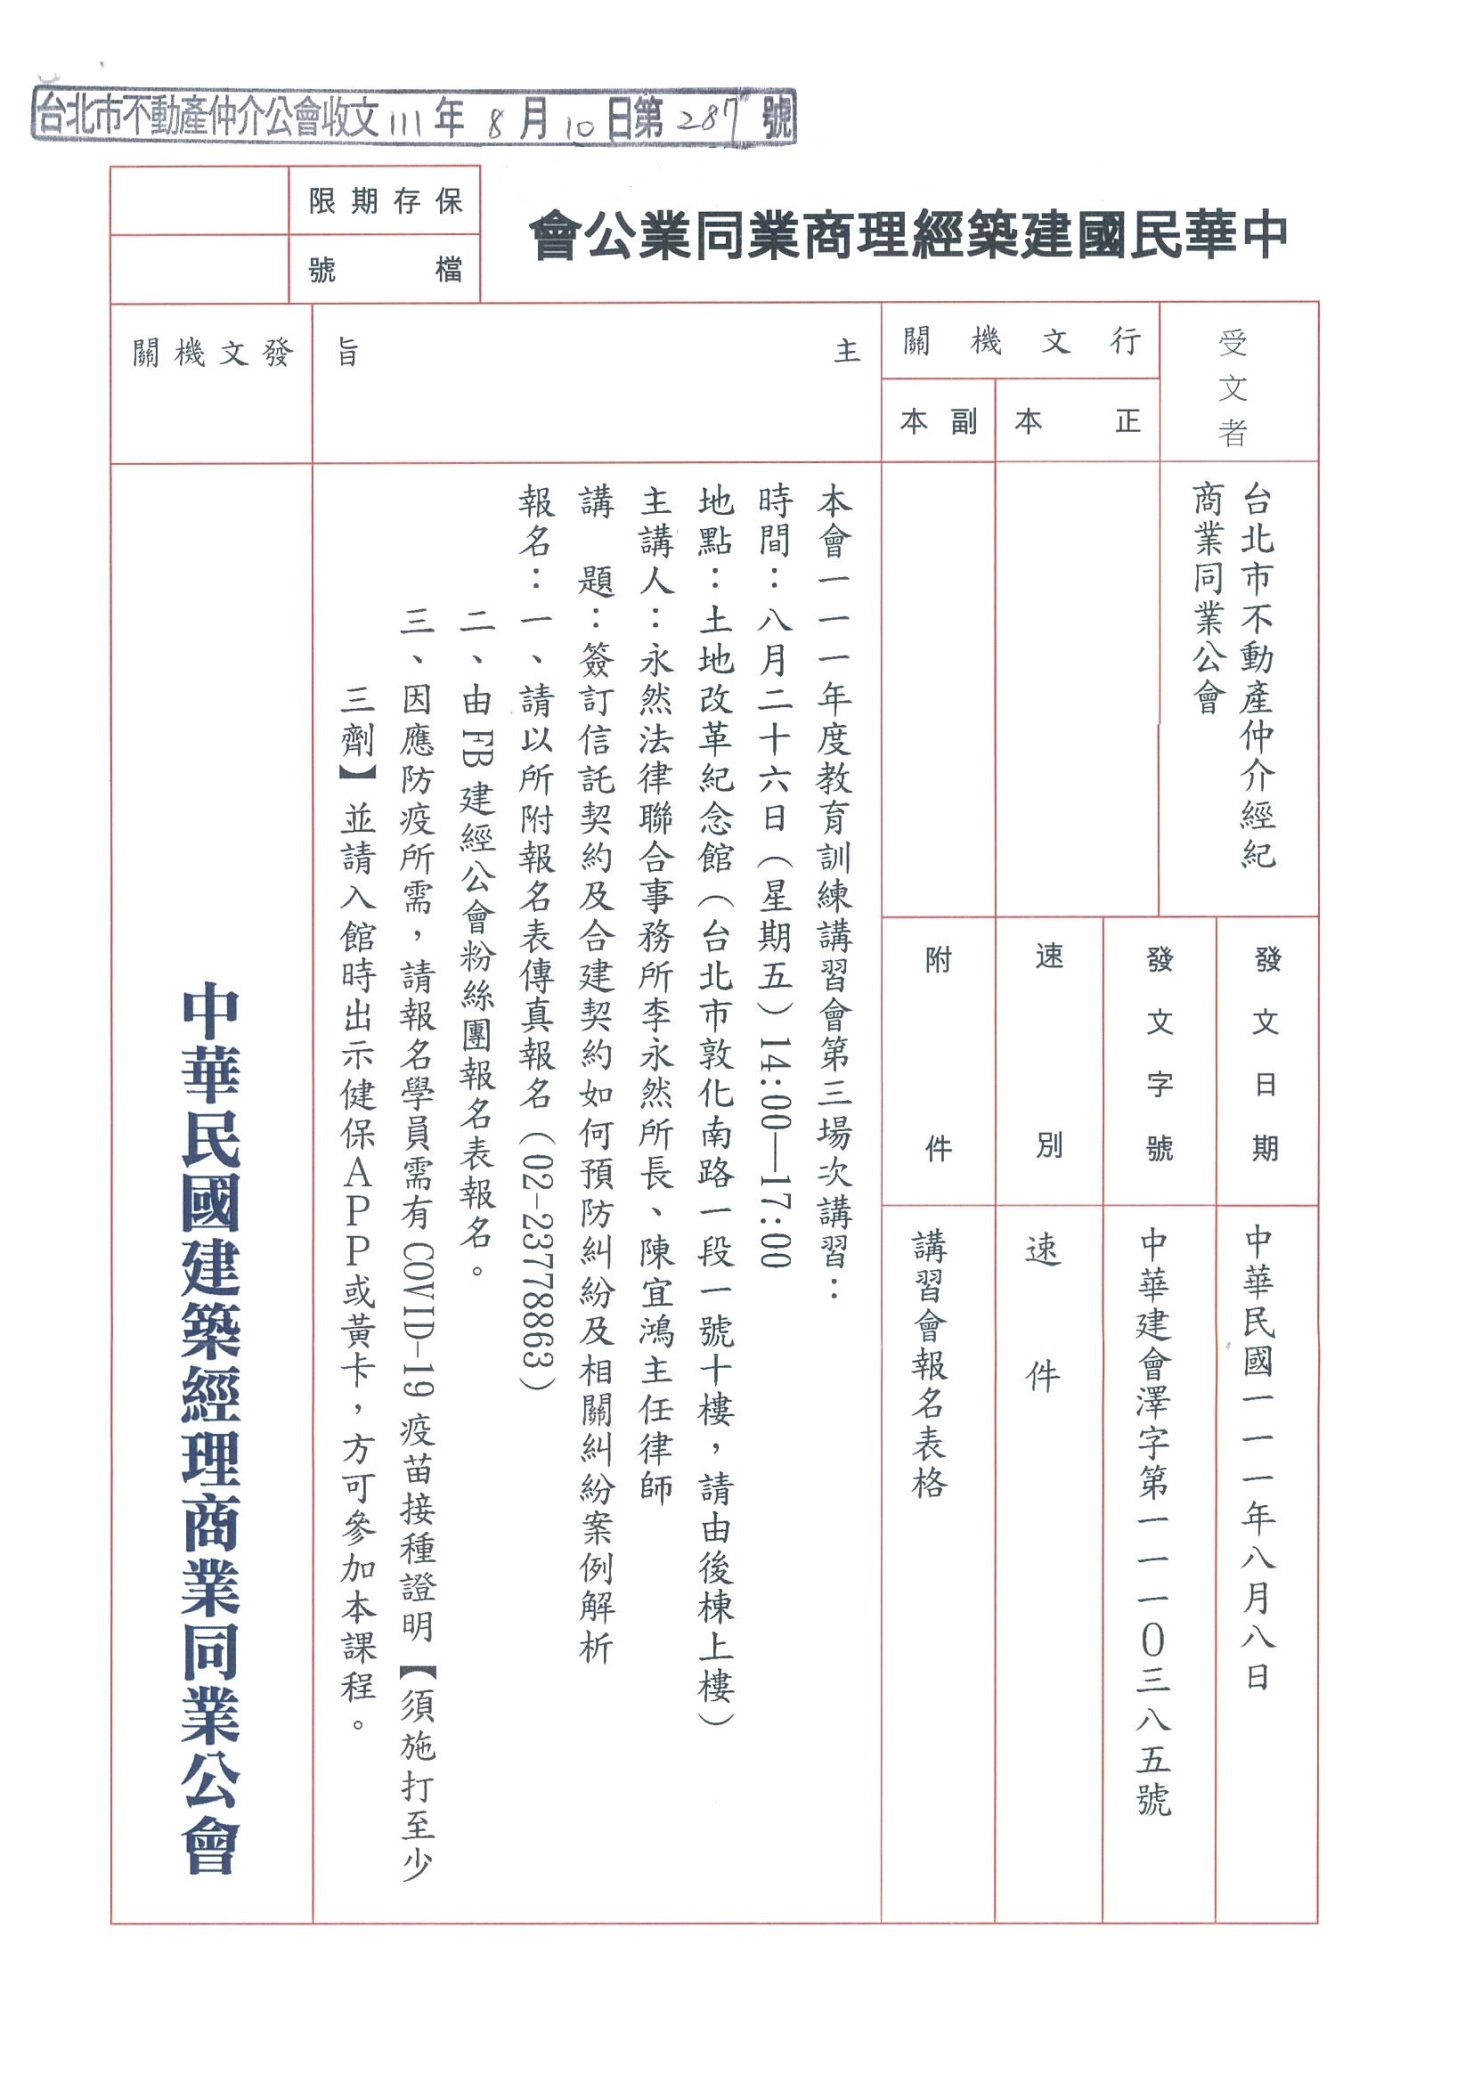 台北市不動產仲介公會收文111年8月10日第287號
中華民國建築經理商業同業公會
保存期限
檔號
受文者
台北市不動產仲介經紀
商業同業公會
行文機關
正本
副本
發文日期
中華民國一一一年八月八日
發文字號
中華建會澤字第一一一0三八五號
速別
速件
附件
講習會報名表格
主旨
本會一一一年度教育訓練講習會第三場次講習：
時間：八月二十六日（星期五）14:00—17:00
地點：土地改革紀念館（台北市敦化南路一段一號十樓，請由後棟上樓）
主講人：永然法律聯合事務所李永然所長、陳宜鴻主任律師
講題：簽訂信託契約及合建契約如何預防糾紛及相關糾紛案例解析
報名：一、請以所附報名表傳真報名（02-23778863）
二、由FB建經公會粉絲團報名表報名。
三、因應防疫所需，請報名學員需有COVID-19疫苗接種證明【須施打至少
三劑】並請入館時出示健保APP或黃卡，方可參加本課程。
發文機關
中華民國建築經理商業同業公會